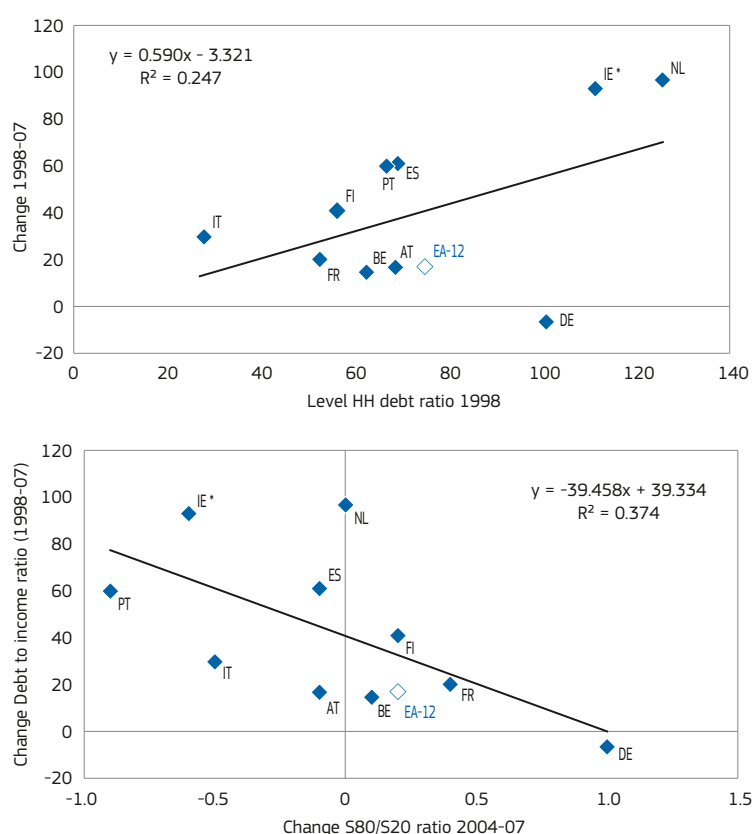 120
100
80
60
40
20
0
-20
Change 1998-07
y = 0.590x - 3.321
R² = 0.247
IE *
NL
ES
PT
FI
IT
FR
BE
AT
EA-12
DE
0 20 40 60 80 100 120 140
Level HH debt ratio 1998
120
100
80
60
40
20
0
-20
Change Debt to income ratio (1998-07)
y = -39.458x + 39.334
R² = 0.374
IE *
NL
ES
PT
FI
IT
AT
BE
EA-12
FR
DE
-1.0 -0.5 0 0.5 1.0 1.5
Change S80/S20 ratio 2004-07